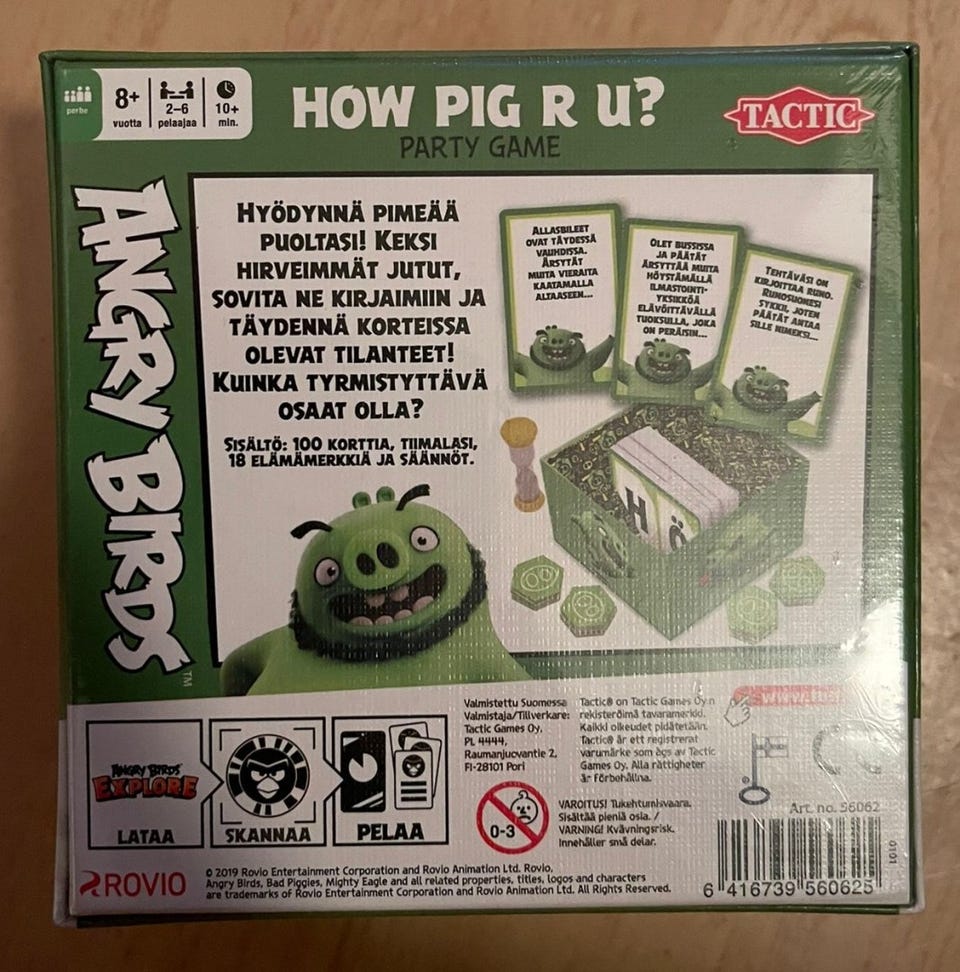 perhe
8+
vuotta
2–6
pelaajaa
10+
min.
HOW PIG R U?
PARTY GAME
TACTIC
ANGRY BIRDS
TM
HYÖDYNNÄ PIMEÄÄ
PUOLTASI! KEKSI
HIRVEIMMÄT JUTUT,
SOVITA NE KIRJAIMIIN JA
TÄYDENNÄ KORTEISSA
OLEVAT TILANTEET!
KUINKA TYRMISTYTTÄVÄ
OSAAT OLLA?
SISÄLTÖ: 100 KORTTIA, TIIMALASI,
18 ELÄMÄMERKKIÄ JA SÄÄNNÖT.
ALLASBILEET
OVAT TÄYDESSÄ
VAUHDISSA.
ÄRSYTÄT
MUITA VIERAITA
KAATAMALLA
ALTAASEEN...
OLET BUSSISSA
JA PÄÄTÄT
ÄRSYTTÄÄ MUITA
HÖYSTÄMÄLLÄ
ILMASTOINTI-
YKSIKKÖÄ
ELÄVÖITTÄVÄLLÄ
TUOKSULLA, JOKA
ON PERÄISIN...
TEHTÄVÄSI ON
KIRJOITTAA RUNO.
RUNOSUONESI
SYKKII, JOTEN
PÄÄTÄT ANTAA
SILLE NIMEKSI...
H
Ö
ANGRY BIRDS
EXPLORE
LATAA
SKANNAA
PELAA
Valmistettu Suomessa
Valmistaja/Tillverkare:
Tactic Games Oy.
PL 4444,
Raumanjuovantie 2,
FI-28101 Pori
Tactic® on Tactic Games Oy:n
rekisteröimä tavaramerkki.
Kaikki oikeudet pidätetään.
Tactic® är ett registrerat
varumärke som ägs av Tactic
Games Oy. Alla rättigheter
är förbehållna.
0-3
VAROITUS! Tukehtumisvaara.
Sisältää pieniä osia. /
VARNING! Kvävningsrisk.
Innehåller små delar.
Art. no. 56062
0101
6 416739 560625
ROVIO
© 2019 Rovio Entertainment Corporation and Rovio Animation Ltd. Rovio,
Angry Birds, Bad Piggies, Mighty Eagle and all related properties, titles, logos and characters
are trademarks of Rovio Entertainment Corporation and Rovio Animation Ltd. All Rights Reserved.